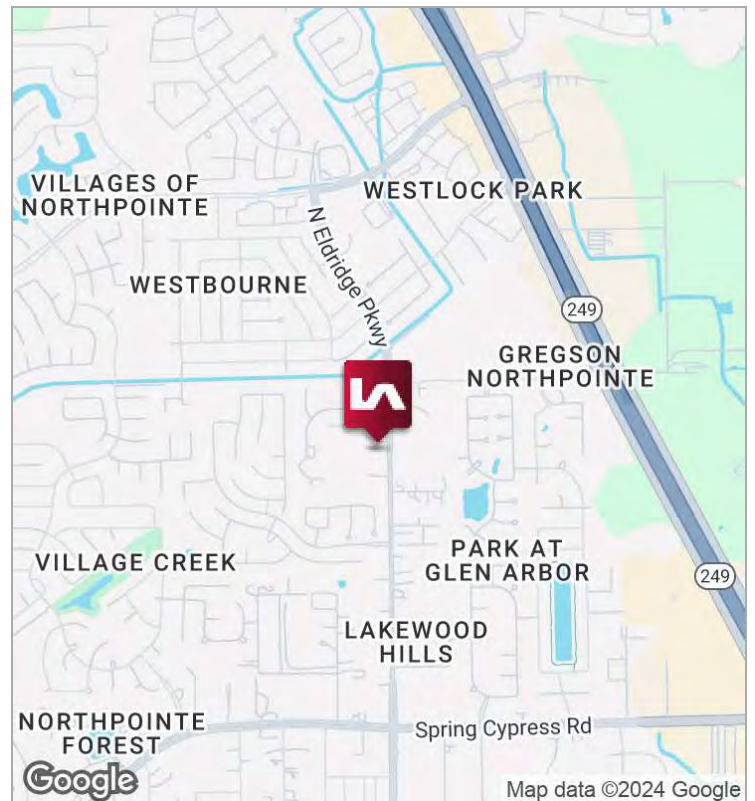 VILLAGES OF
NORTHPOINTE
WESTLOCK PARK
N Eldridge Pkwy
WESTBOURNE
249
GREGSON
NORTHPOINTE
LA
VILLAGE CREEK
PARK AT
GLEN ARBOR
249
LAKEWOOD
HILLS
NORTHPOINTE
FOREST
Spring Cypress Rd
Google
Map data ©2024 Google